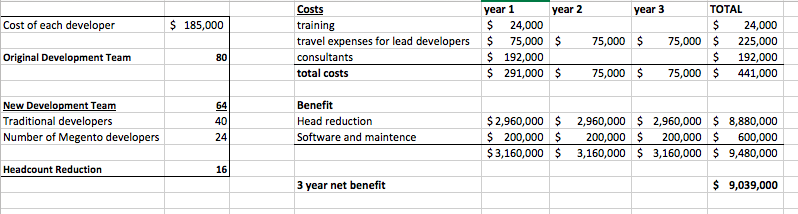 Costs year 1 year 2 year 3 TOTAL
Cost of each developer $ 185,000 training $ 24,000 $ 24,000
travel expenses for lead developers $ 75,000 $ 75,000 $ 75,000 $ 225,000
Original Development Team 80 consultants $ 192,000 $ 192,000
total costs $ 291,000 $ 75,000 $ 75,000 $ 441,000
New Development Team 64 Benefit
Traditional developers 40 Head reduction $ 2,960,000 $ 2,960,000 $ 2,960,000 $ 8,880,000
Number of Megento developers 24 Software and maintence $ 200,000 $ 200,000 $ 200,000 $ 600,000
$ 3,160,000 $ 3,160,000 $ 3,160,000 $ 9,480,000
Headcount Reduction 16
3 year net benefit $ 9,039,000